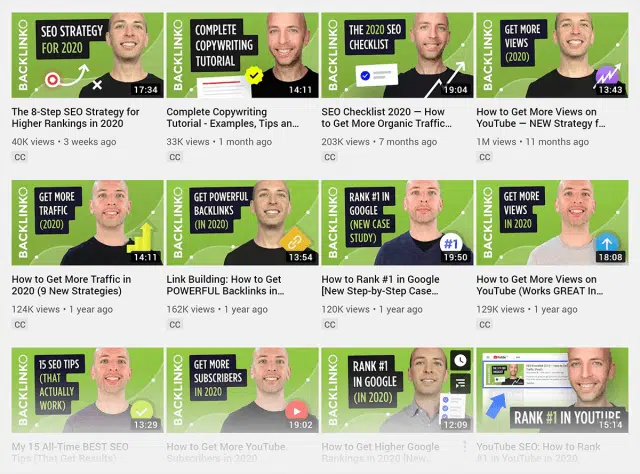 BACKLINKO
SEO STRATEGY
FOR 2020
17:34
BACKLINKO
COMPLETE
COPYWRITING
TUTORIAL
14:11
BACKLINKO
THE 2020 SEO
CHECKLIST
19:04
BACKLINKO
GET MORE
VIEWS
(2020)
13:43
The 8-Step SEO Strategy for
Higher Rankings in 2020
40K views • 3 weeks ago
CC
Complete Copywriting
Tutorial - Examples, Tips an...
33K views • 1 month ago
CC
SEO Checklist 2020 — How
to Get More Organic Traffic...
203K views • 7 months ago
CC
How to Get More Views on
YouTube — NEW Strategy f...
1M views • 11 months ago
CC
BACKLINKO
GET MORE
TRAFFIC
(2020)
14:11
BACKLINKO
GET POWERFUL
BACKLINKS
(IN 2020)
13:54
BACKLINKO
RANK #1 IN
GOOGLE
(NEW CASE
STUDY)
#1
19:50
BACKLINKO
GET MORE
VIEWS
IN 2020
18:08
How to Get More Traffic in
2020 (9 New Strategies)
124K views • 1 year ago
CC
Link Building: How to Get
POWERFUL Backlinks in...
162K views • 1 year ago
CC
How to Rank #1 in Google
[New Step-by-Step Case...
120K views • 1 year ago
CC
How to Get More Views on
YouTube (Works GREAT In...
129K views • 1 year ago
CC
BACKLINKO
15 SEO TIPS
(THAT
ACTUALLY
WORK)
13:29
BACKLINKO
GET MORE
SUBSCRIBERS
IN 2020
19:02
BACKLINKO
RANK #1
IN GOOGLE
(IN 2020)
12:09
RANK #1 IN YOUTUBE
15:14
My 15 All-Time BEST SEO
Tips (That Get Results)
How to Get More YouTube
Subscribers in 2020
How to Get Higher Google
Rankings in 2020 (New...
YouTube SEO: How to Rank
#1 in YouTube in 2020